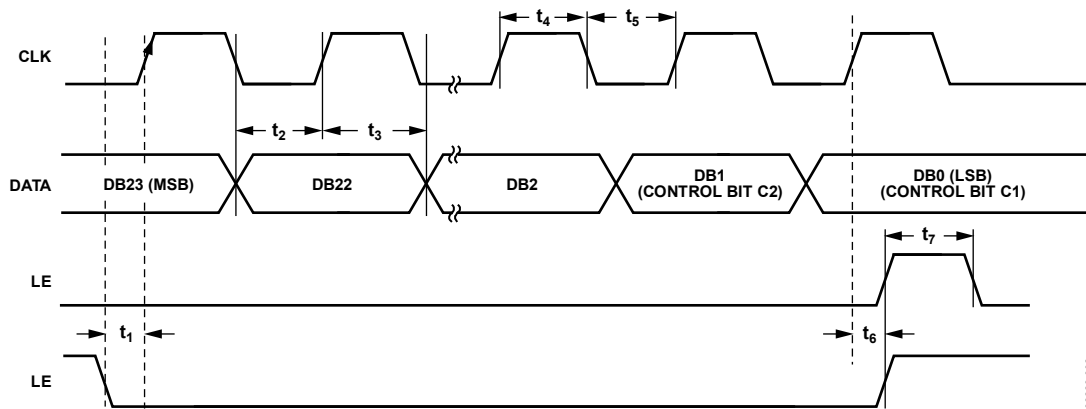 t4 t5
CLK
t2 t3
DATA DB23 (MSB) DB22 DB2 DB1 (CONTROL BIT C2) DB0 (LSB) (CONTROL BIT C1)
t7
LE
t1 t6
LE